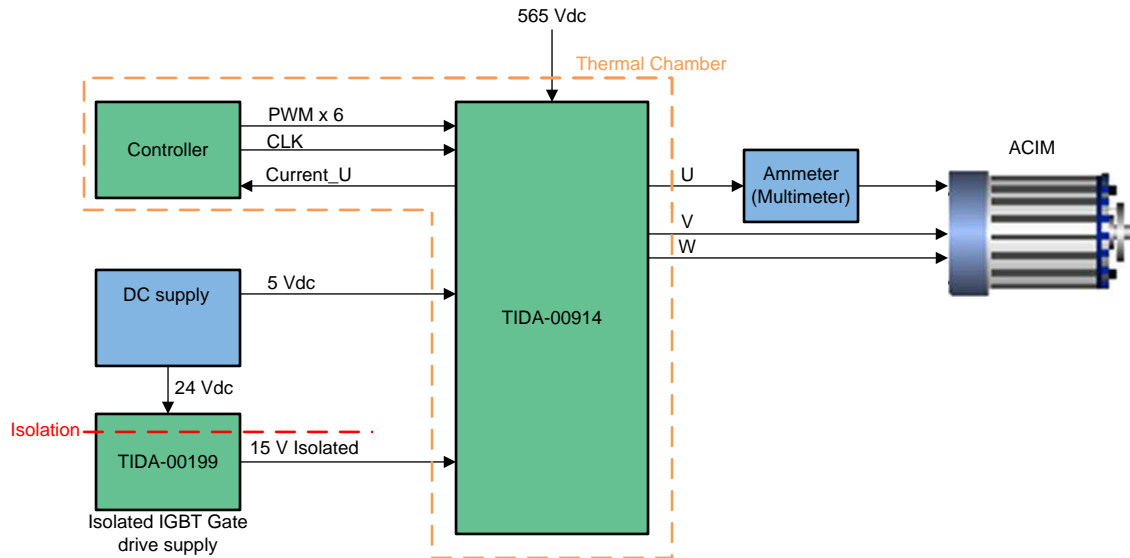 565 Vdc
Thermal Chamber
PWM x 6
Controller
CLK
Current_U
U
Ammeter
(Multimeter)
ACIM
V
W
DC supply
5 Vdc
TIDA-00914
24 Vdc
Isolation
15 V Isolated
TIDA-00199
Isolated IGBT Gate
drive supply